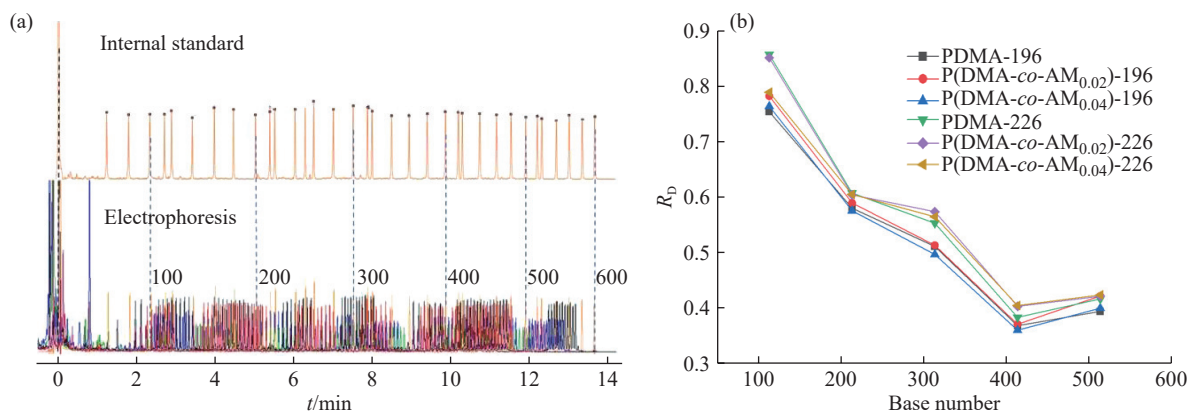 (a)
Internal standard
Electrophoresis
100 200 300 400 500 600
0 2 4 6 8 10 12 14
t/min
(b)
0.9
0.8
0.7
0.6
0.5
0.4
0.3
R_D
PDMA-196
P(DMA-co-AM0.02)-196
P(DMA-co-AM0.04)-196
PDMA-226
P(DMA-co-AM0.02)-226
P(DMA-co-AM0.04)-226
100 200 300 400 500 600
Base number